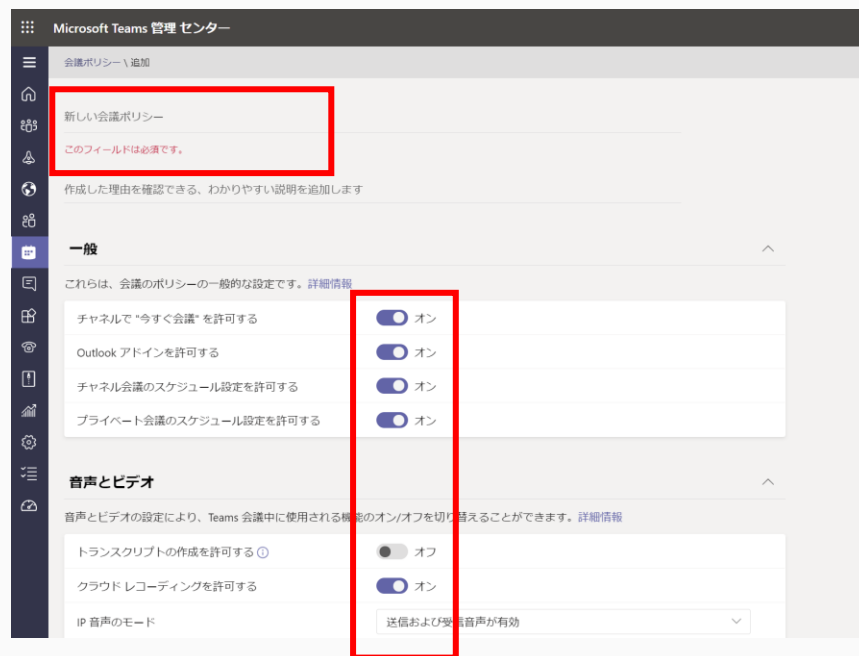 Microsoft Teams 管理センター
会議ポリシー \ 追加
新しい会議ポリシー
このフィールドは必須です。
作成した理由を確認できる、わかりやすい説明を追加します
一般
これらは、会議のポリシーの一般的な設定です。詳細情報
チャネルで "今すぐ会議" を許可する オン
Outlook アドインを許可する オン
チャネル会議のスケジュール設定を許可する オン
プライベート会議のスケジュール設定を許可する オン
音声とビデオ
音声とビデオの設定により、Teams 会議中に使用される機能のオン/オフを切り替えることができます。詳細情報
トランスクリプトの作成を許可する オフ
クラウド レコーディングを許可する オン
IP 音声のモード 送信および受信音声が有効